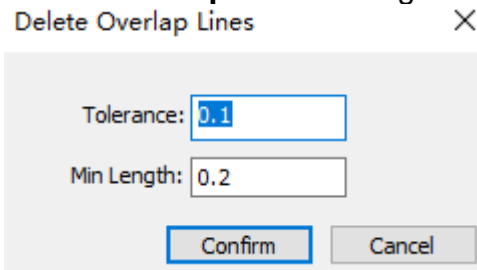 Delete Overlap Lines
Tolerance: 0.1
Min Length: 0.2
Confirm Cancel